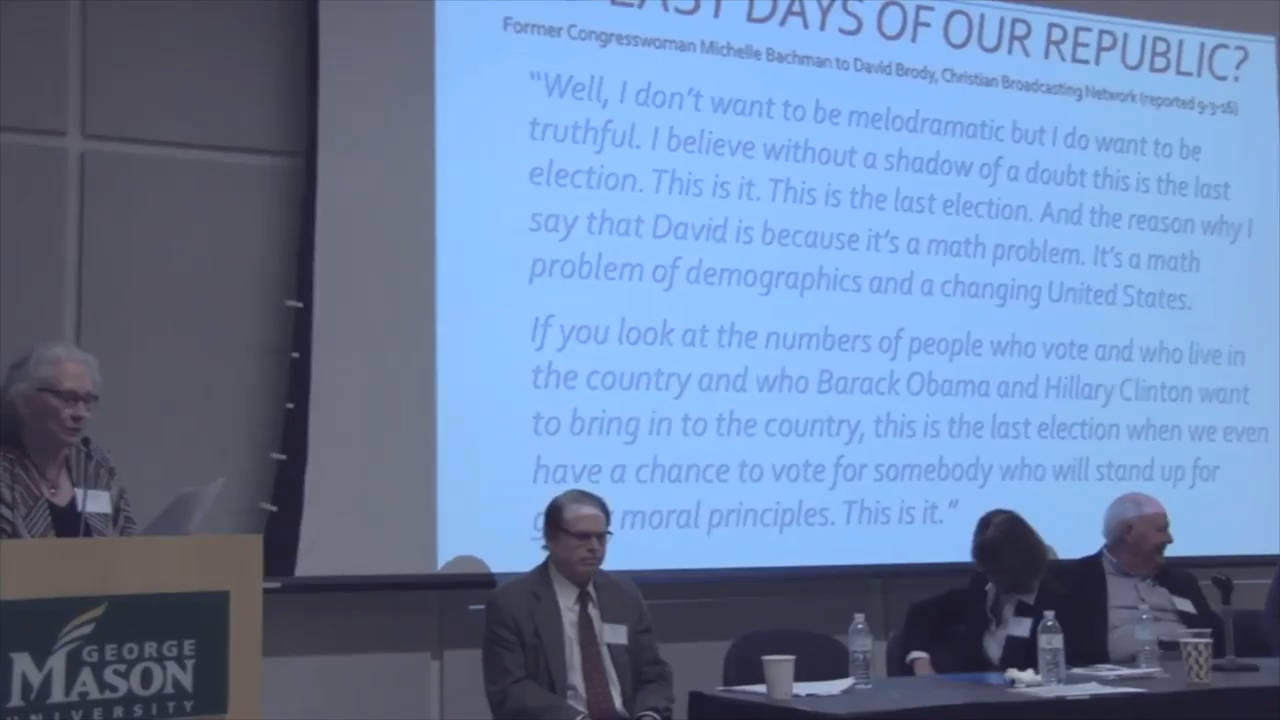 LAST DAYS OF OUR REPUBLIC?
Former Congresswoman Michelle Bachman to David Brody, Christian Broadcasting Network (reported 9-3-16)
"Well, I don't want to be melodramatic but I do want to be
truthful. I believe without a shadow of a doubt this is the last
election. This is it. This is the last election. And the reason why I
say that David is because it's a math problem. It's a math
problem of demographics and a changing United States.
If you look at the numbers of people who vote and who live in
the country and who Barack Obama and Hillary Clinton want
to bring in to the country, this is the last election when we even
have a chance to vote for somebody who will stand up for
moral principles. This is it."
GEORGE
MASON
UNIVERSITY